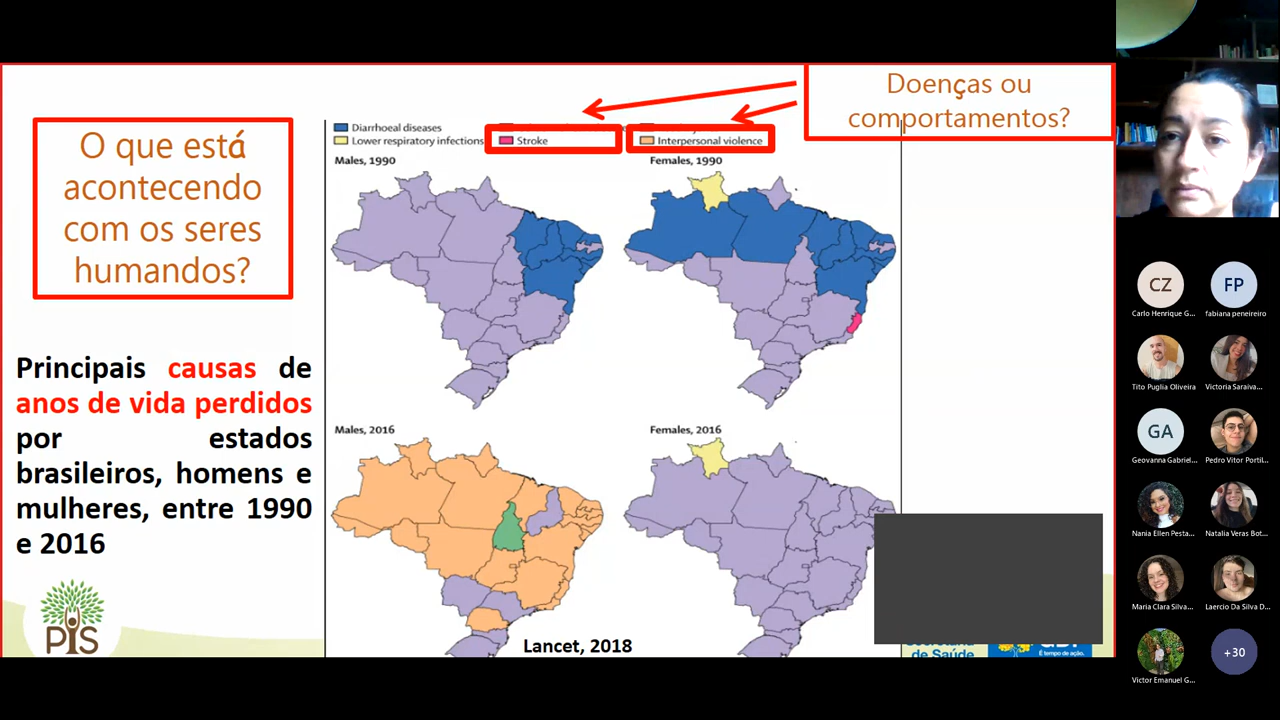 O que está
acontecendo
com os seres
humandos?
Principais causas de
anos de vida perdidos
por estados
brasileiros, homens e
mulheres, entre 1990
e 2016
PIS
Doenças ou
comportamentos?
Diarrhoeal diseases
Lower respiratory infections
Stroke
Interpersonal violence
Males, 1990
Females, 1990
Males, 2016
Females, 2016
Lancet, 2018
de Saúde
É tempo de ação.
CZ
Carlo Henrique G...
FP
fabiana peneireiro
Tito Puglia Oliveira
Victoria Saraiva...
GA
Geovanna Gabriel...
Pedro Vitor Portil...
Nania Ellen Pesta...
Natalia Veras Bot...
Maria Clara Silva...
Laercio Da Silva D...
Victor Emanuel G...
+30